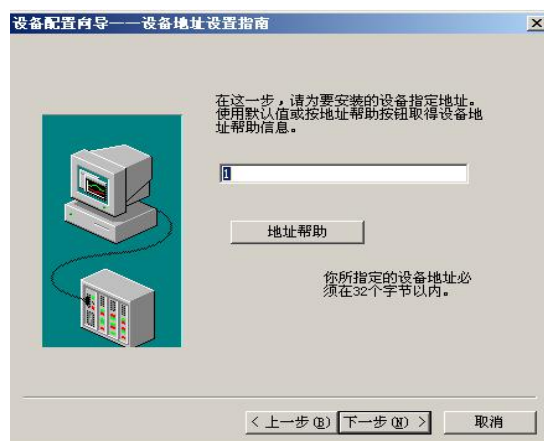 设备配置向导——设备地址设置指南
在这一步，请为要安装的设备指定地址。
使用默认值或按地址帮助按钮取得设备地
址帮助信息。
1
地址帮助
你所指定的设备地址必
须在32个字节以内。
< 上一步(B) 下一步(N) > 取消